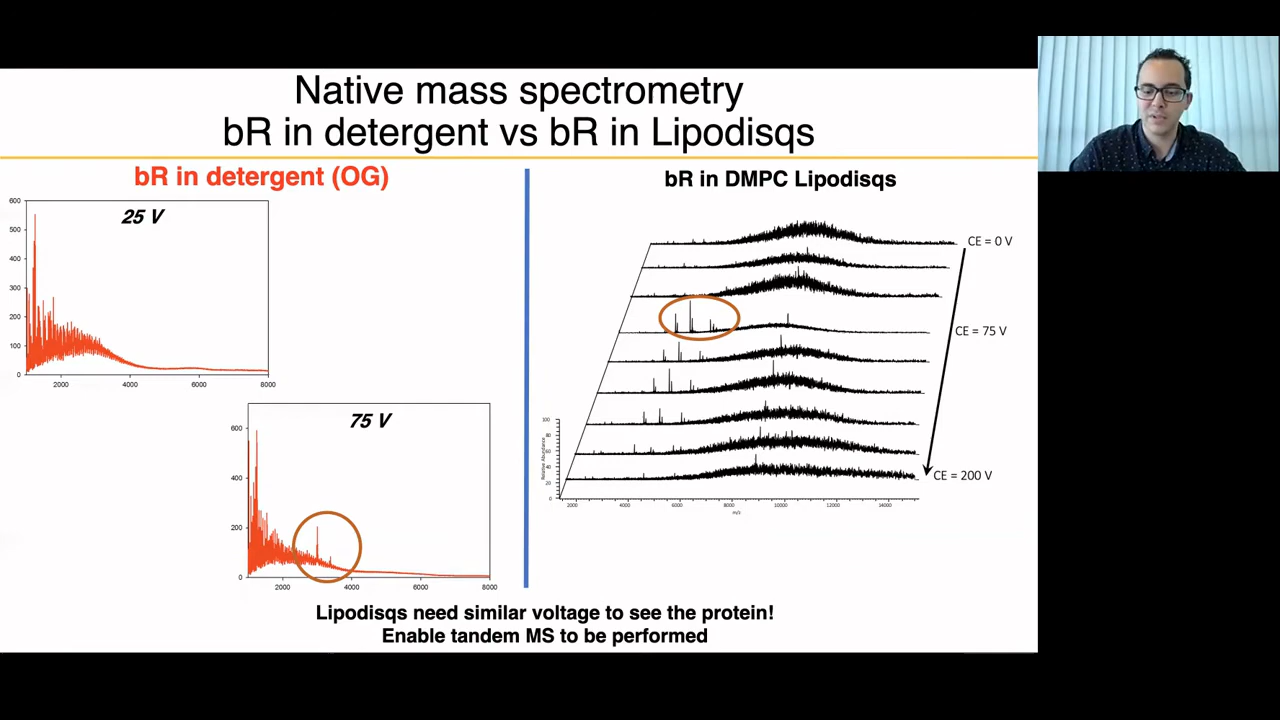 Native mass spectrometry
bR in detergent vs bR in Lipodisqs
bR in detergent (OG)
bR in DMPC Lipodisqs
25 V
600
500
400
300
200
100
0
2000
4000
6000
8000
75 V
600
400
200
0
2000
4000
6000
8000
CE = 0 V
CE = 75 V
CE = 200 V
Relative Abundance
100
80
60
40
20
0
2000
4000
6000
8000
10000
12000
14000
m/z
Lipodisqs need similar voltage to see the protein!
Enable tandem MS to be performed